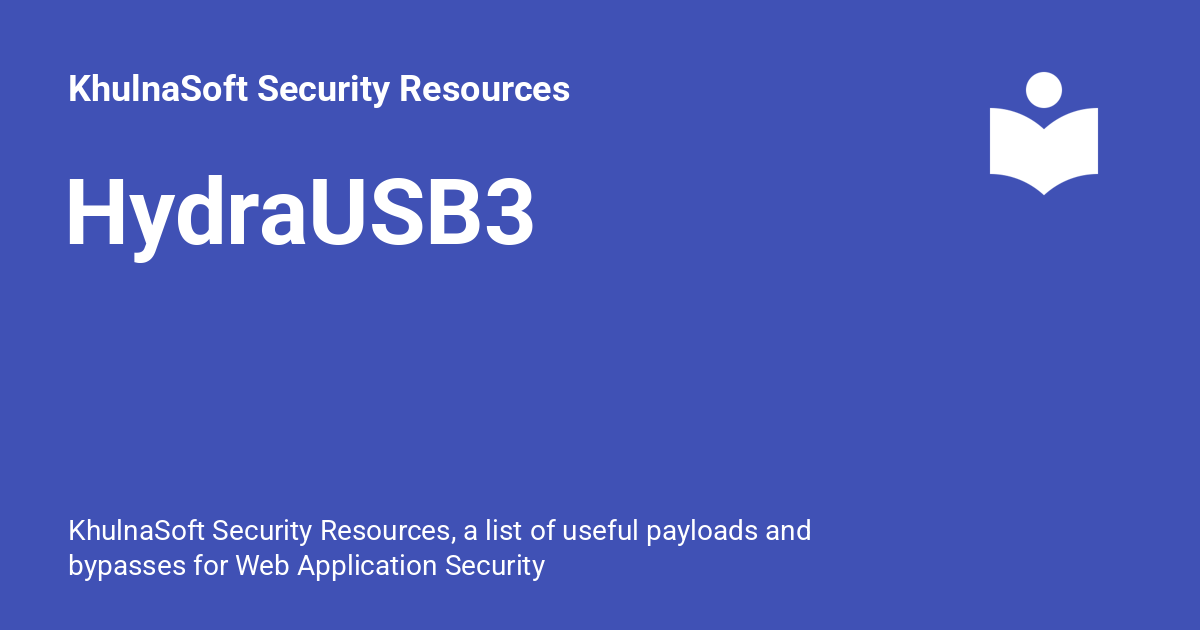 KhulnaSoft Security Resources
HydraUSB3
KhulnaSoft Security Resources, a list of useful payloads and
bypasses for Web Application Security